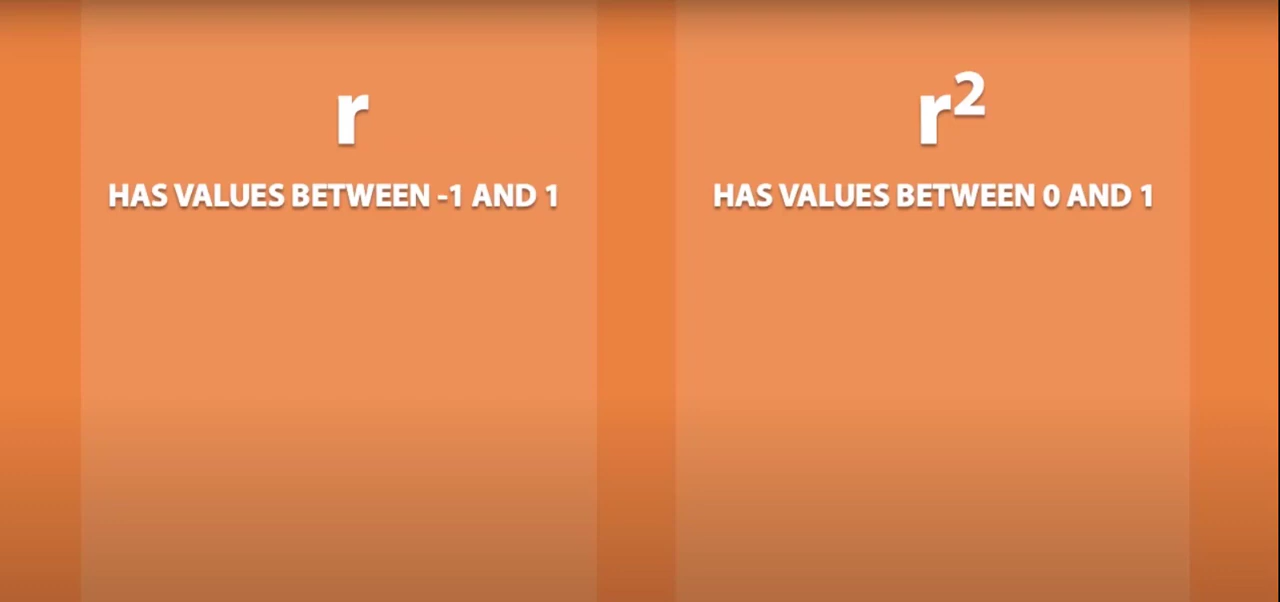 r
HAS VALUES BETWEEN -1 AND 1
r²
HAS VALUES BETWEEN 0 AND 1